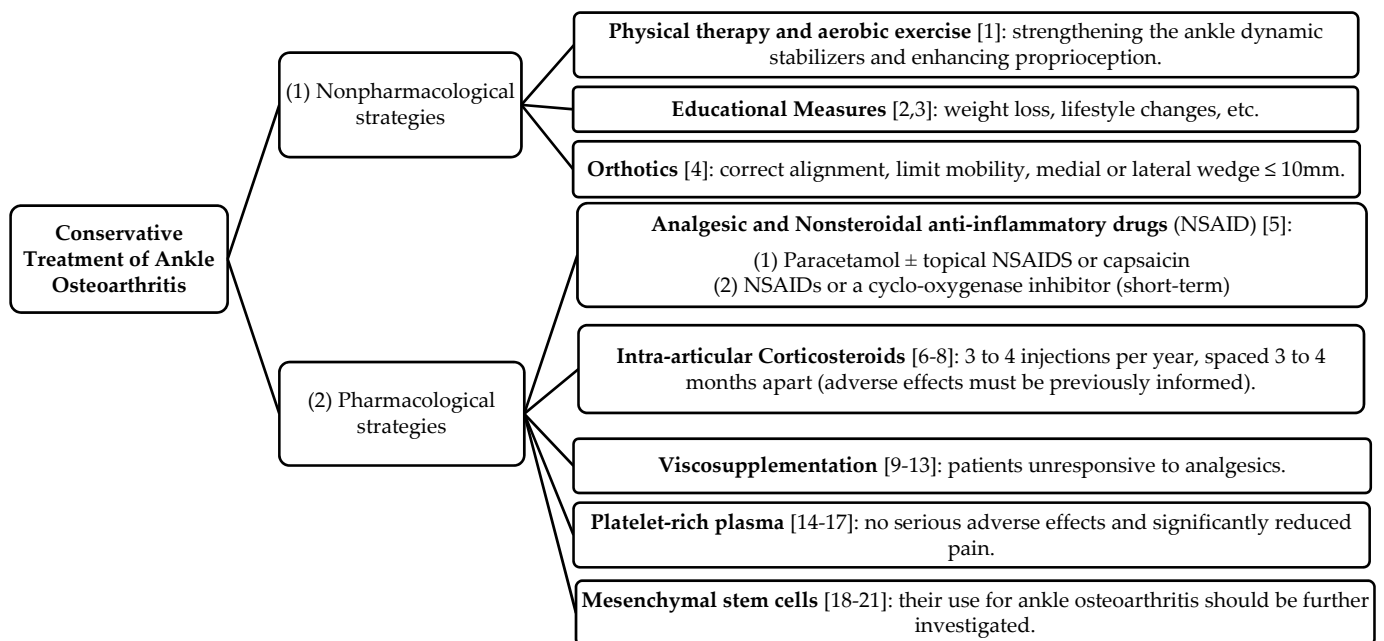 Physical therapy and aerobic exercise [1]: strengthening the ankle dynamic
stabilizers and enhancing proprioception.
(1) Nonpharmacological
strategies
Educational Measures [2,3]: weight loss, lifestyle changes, etc.
Orthotics [4]: correct alignment, limit mobility, medial or lateral wedge ≤ 10mm.
Conservative
Treatment of Ankle
Osteoarthritis
Analgesic and Nonsteroidal anti-inflammatory drugs (NSAID) [5]:
(1) Paracetamol ± topical NSAIDS or capsaicin
(2) NSAIDs or a cyclo-oxygenase inhibitor (short-term)
Intra-articular Corticosteroids [6-8]: 3 to 4 injections per year, spaced 3 to 4
months apart (adverse effects must be previously informed).
(2) Pharmacological
strategies
Viscosupplementation [9-13]: patients unresponsive to analgesics.
Platelet-rich plasma [14-17]: no serious adverse effects and significantly reduced
pain.
Mesenchymal stem cells [18-21]: their use for ankle osteoarthritis should be further
investigated.